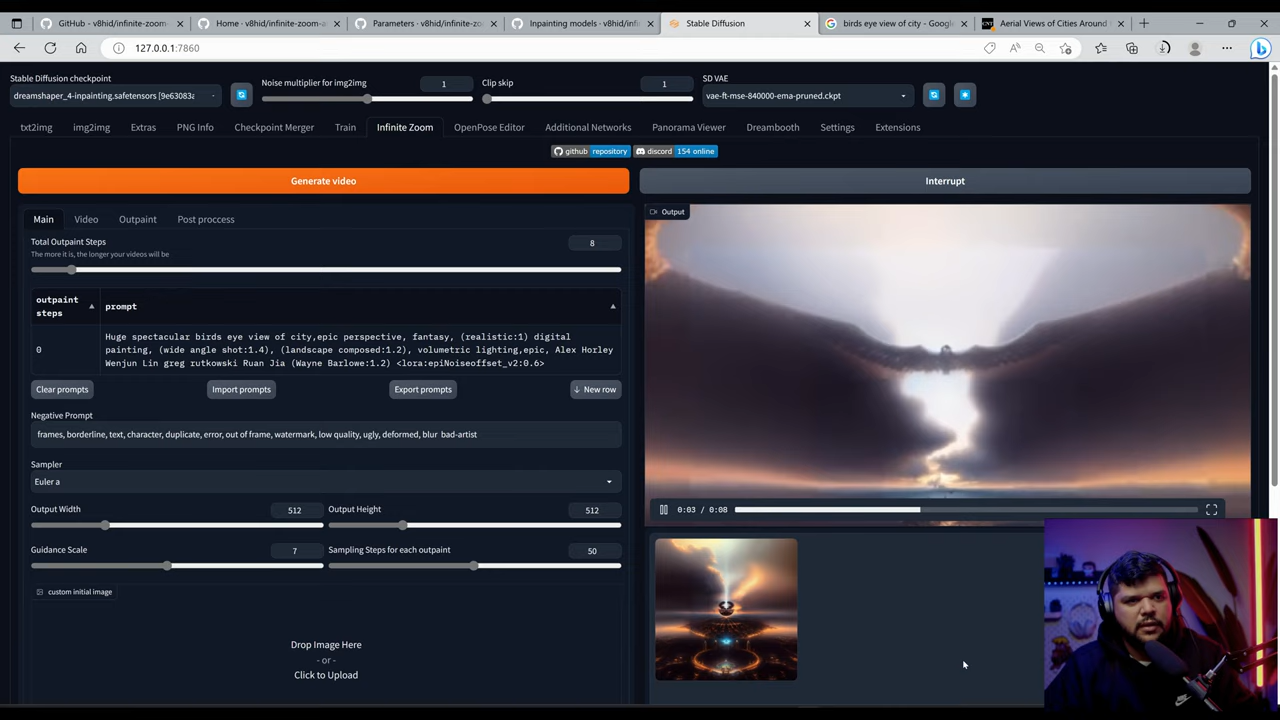 GitHub - v8hid/infinite-zoom-
Home - v8hid/infinite-zoom-a
Parameters - v8hid/infinite-zo
Inpainting models - v8hid/infi
Stable Diffusion
birds eye view of city - Google
Aerial Views of Cities Around
127.0.0.1:7860
Stable Diffusion checkpoint
dreamshaper_4-inpainting.safetensors [9e63083a
Noise multiplier for img2img
1
Clip skip
1
SD VAE
vae-ft-mse-840000-ema-pruned.ckpt
txt2img
img2img
Extras
PNG Info
Checkpoint Merger
Train
Infinite Zoom
OpenPose Editor
Additional Networks
Panorama Viewer
Dreambooth
Settings
Extensions
github repository
discord 154 online
Generate video
Interrupt
Main
Video
Outpaint
Post proccess
Output
Total Outpaint Steps
8
The more it is, the longer your videos will be
outpaint
steps
prompt
0
Huge spectacular birds eye view of city,epic perspective, fantasy, (realistic:1) digital
painting, (wide angle shot:1.4), (landscape composed:1.2), volumetric lighting,epic, Alex Horley
Wenjun Lin greg rutkowski Ruan Jia (Wayne Barlowe:1.2) <lora:epiNoiseoffset_v2:0.6>
Clear prompts
Import prompts
Export prompts
↓ New row
Negative Prompt
frames, borderline, text, character, duplicate, error, out of frame, watermark, low quality, ugly, deformed, blur bad-artist
Sampler
Euler a
Output Width
512
Output Height
512
0:03 / 0:08
Guidance Scale
7
Sampling Steps for each outpaint
50
custom initial image
Drop Image Here
- or -
Click to Upload